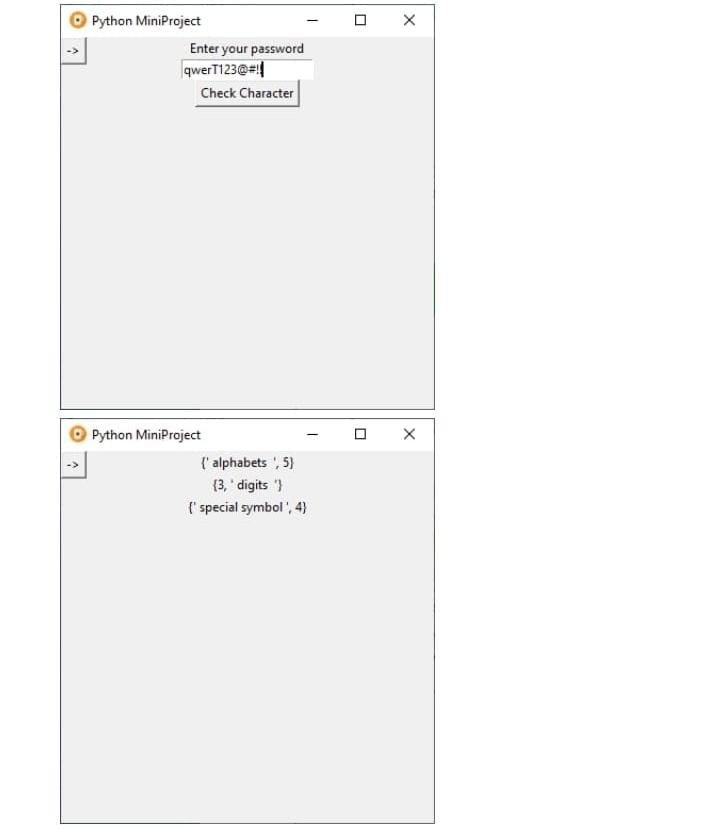 Python MiniProject
->
Enter your password
qwerT123@#!!
Check Character
Python MiniProject
->
{' alphabets ', 5}
{3, ' digits '}
{' special symbol ', 4}